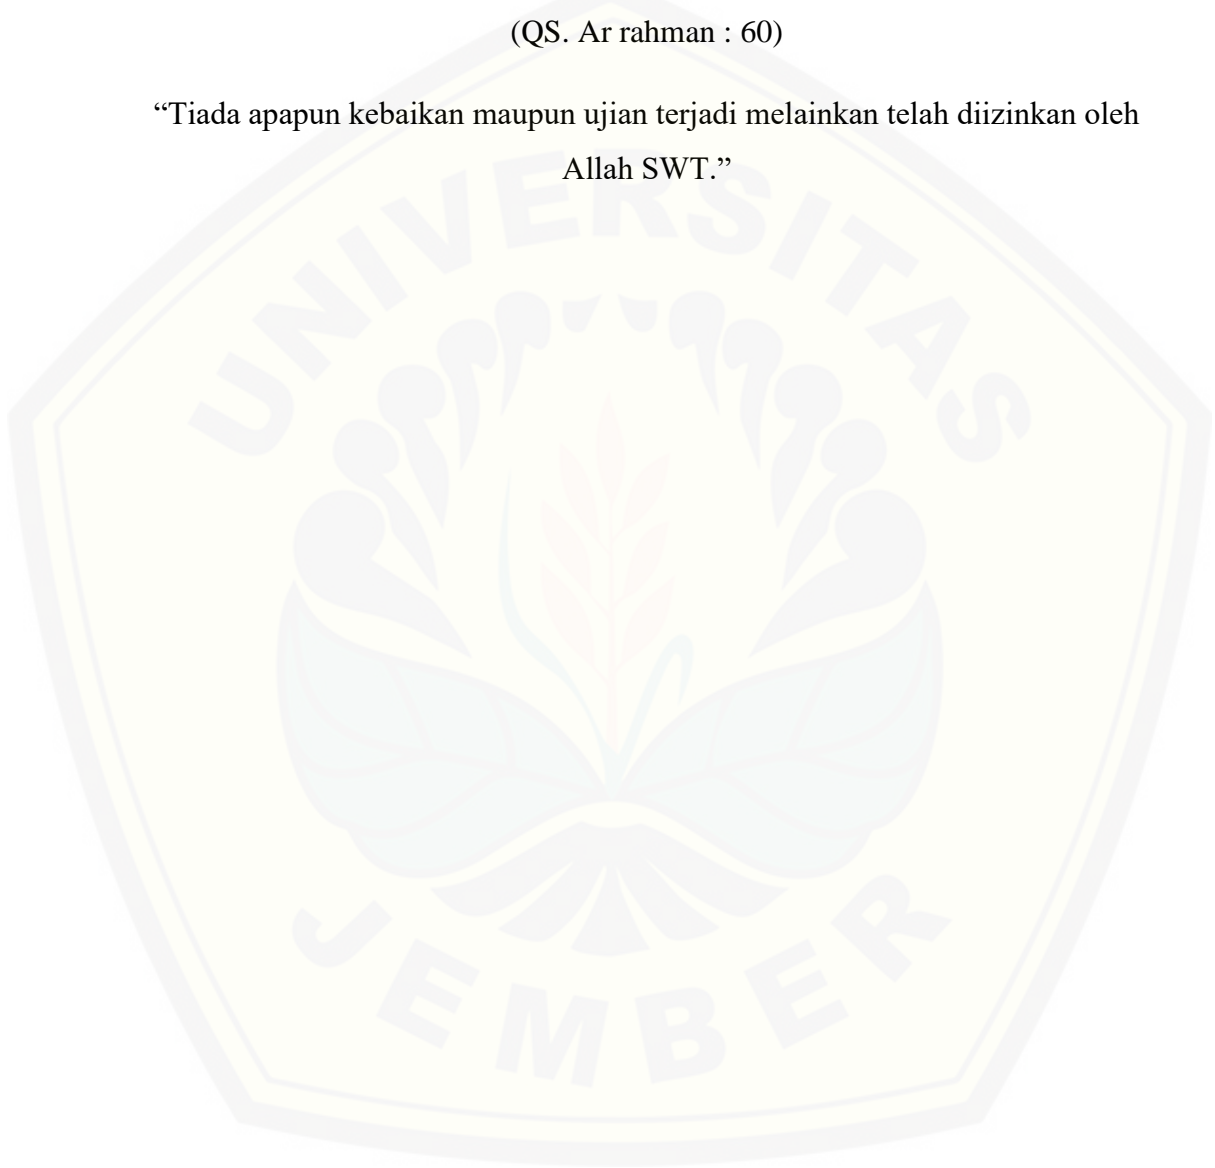 (QS. Ar rahman : 60)
“Tiada apapun kebaikan maupun ujian terjadi melainkan telah diizinkan oleh
Allah SWT.”
UNIVERSITAS
JEMBER